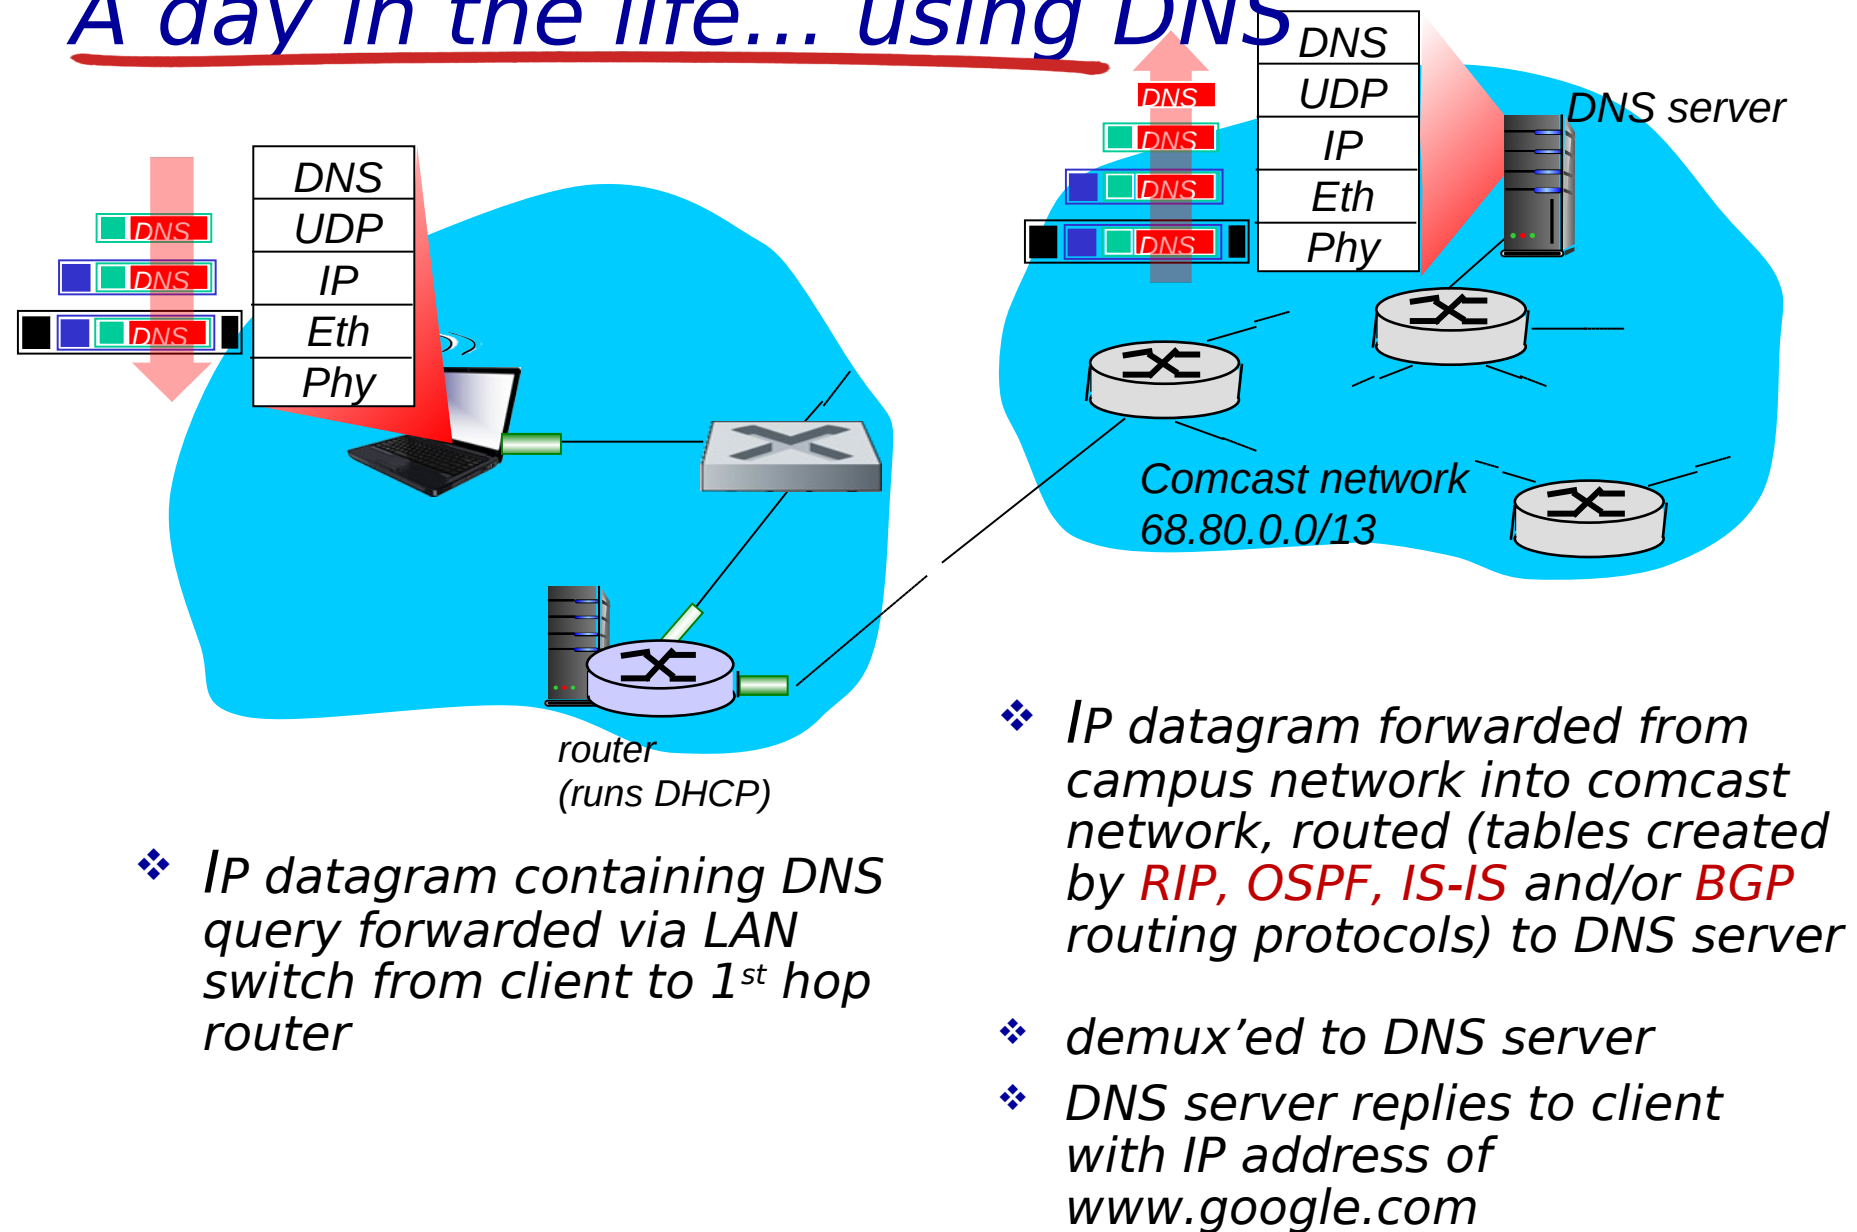 A day in the life… using DNS
DNS
UDP
IP
Eth
Phy
DNS
DNS
DNS
DNS
UDP
IP
Eth
Phy
DNS
DNS
DNS
DNS
DNS server
Comcast network
68.80.0.0/13
router
(runs DHCP)
❖ IP datagram containing DNS
query forwarded via LAN
switch from client to 1st hop
router
❖ IP datagram forwarded from
campus network into comcast
network, routed (tables created
by RIP, OSPF, IS-IS and/or BGP
routing protocols) to DNS server
❖ demux’ed to DNS server
❖ DNS server replies to client
with IP address of
www.google.com